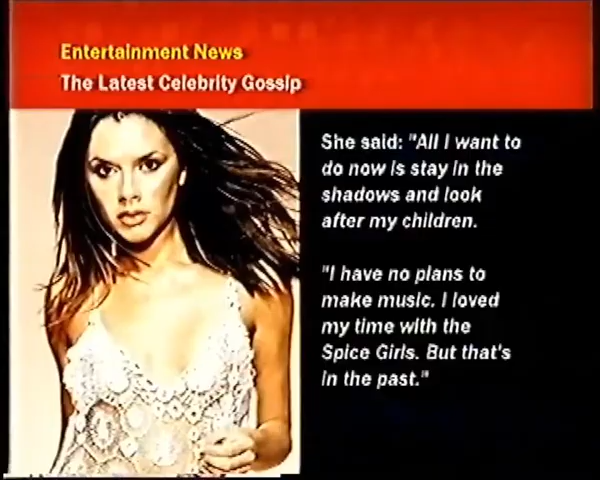 Entertainment News
The Latest Celebrity Gossip
She said: "All I want to
do now is stay in the
shadows and look
after my children.
"I have no plans to
make music. I loved
my time with the
Spice Girls. But that's
in the past."